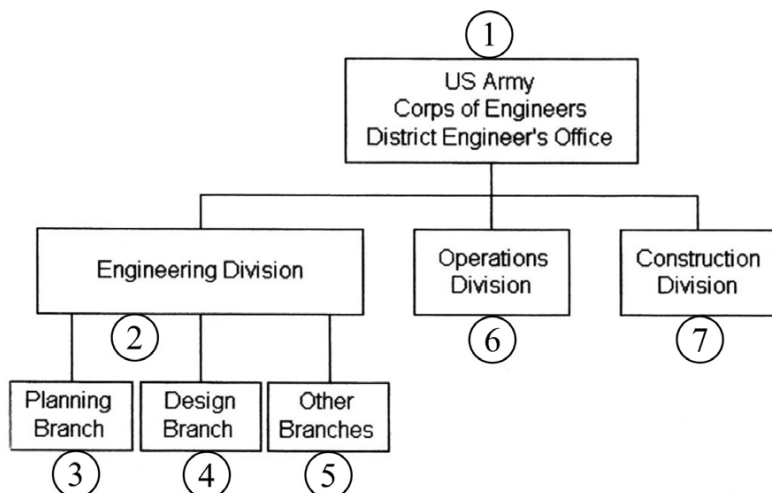 1
US Army
Corps of Engineers
District Engineer's Office
Engineering Division
2
Operations
Division
6
Construction
Division
7
Planning
Branch
3
Design
Branch
4
Other
Branches
5